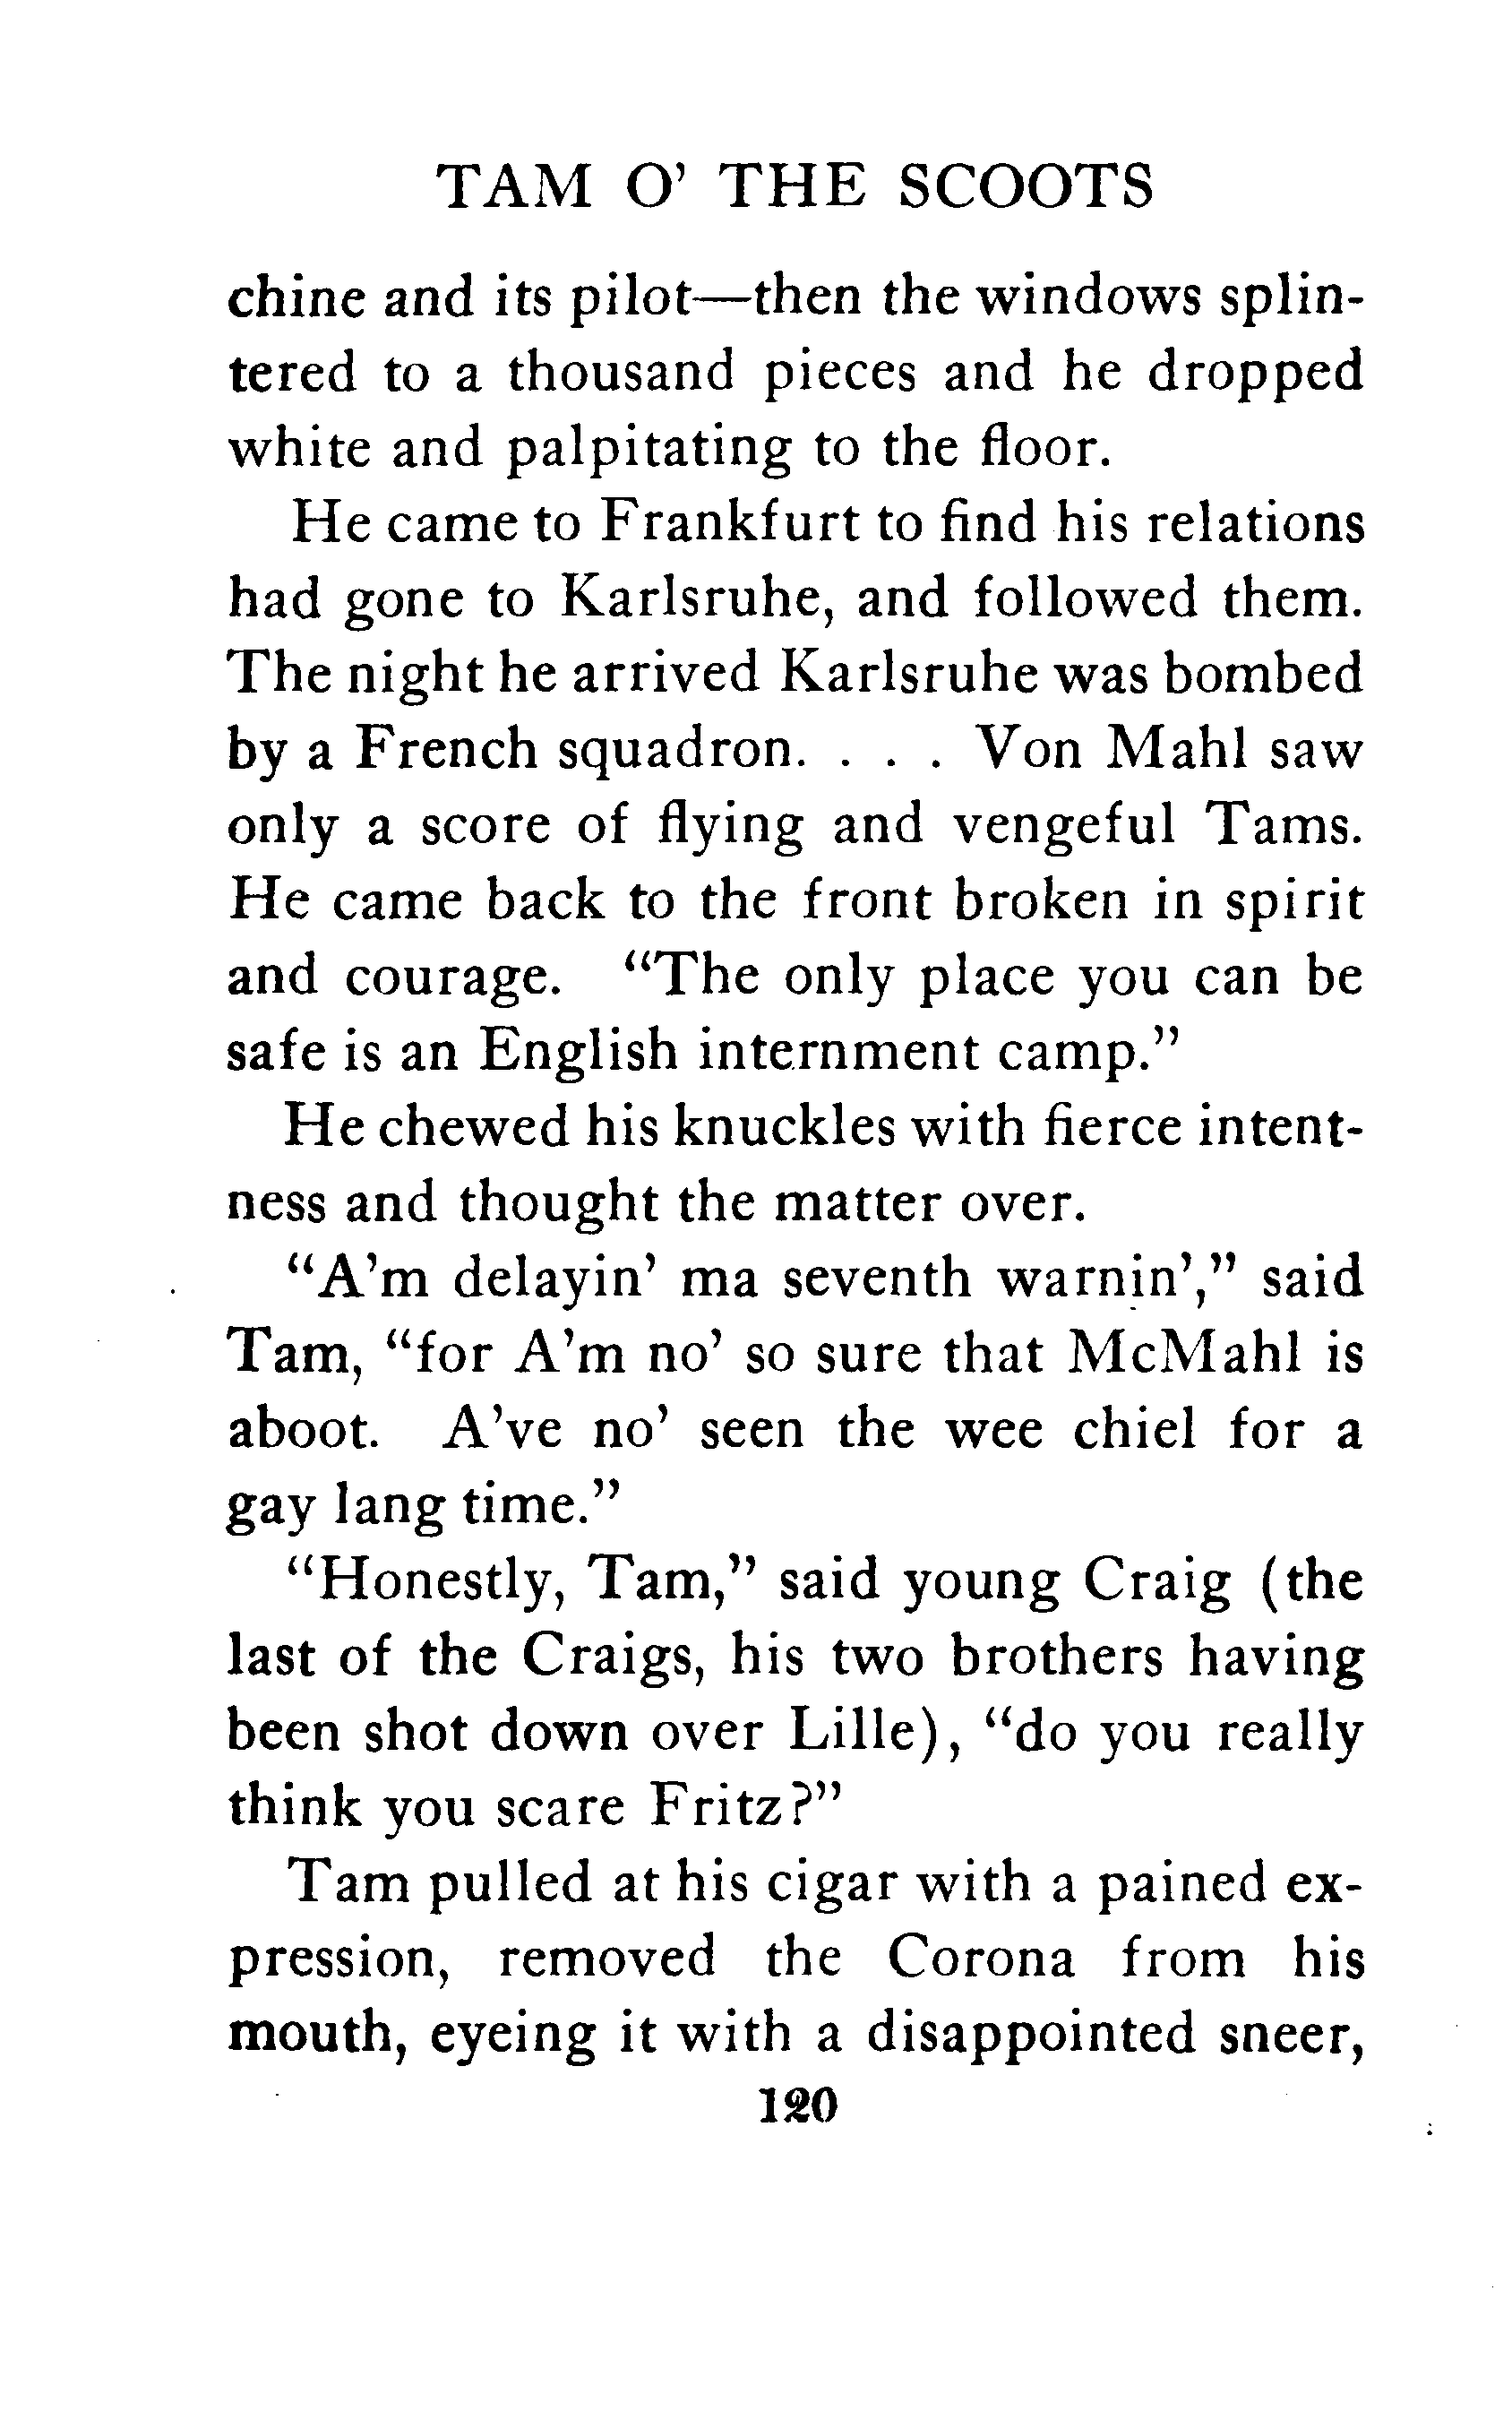 TAM O' THE SCOOTS
chine and its pilot—then the windows splin-
tered to a thousand pieces and he dropped
white and palpitating to the floor.
He came to Frankfurt to find his relations
had gone to Karlsruhe, and followed them.
The night he arrived Karlsruhe was bombed
by a French squadron. . . . Von Mahl saw
only a score of flying and vengeful Tams.
He came back to the front broken in spirit
and courage. "The only place you can be
safe is an English internment camp."
He chewed his knuckles with fierce intent-
ness and thought the matter over.
"A'm delayin' ma seventh warnin'," said
Tam, "for A'm no' so sure that McMahl is
aboot. A've no' seen the wee chiel for a
gay lang time."
"Honestly, Tam," said young Craig (the
last of the Craigs, his two brothers having
been shot down over Lille), "do you really
think you scare Fritz?"
Tam pulled at his cigar with a pained ex-
pression, removed the Corona from his
mouth, eyeing it with a disappointed sneer,
120